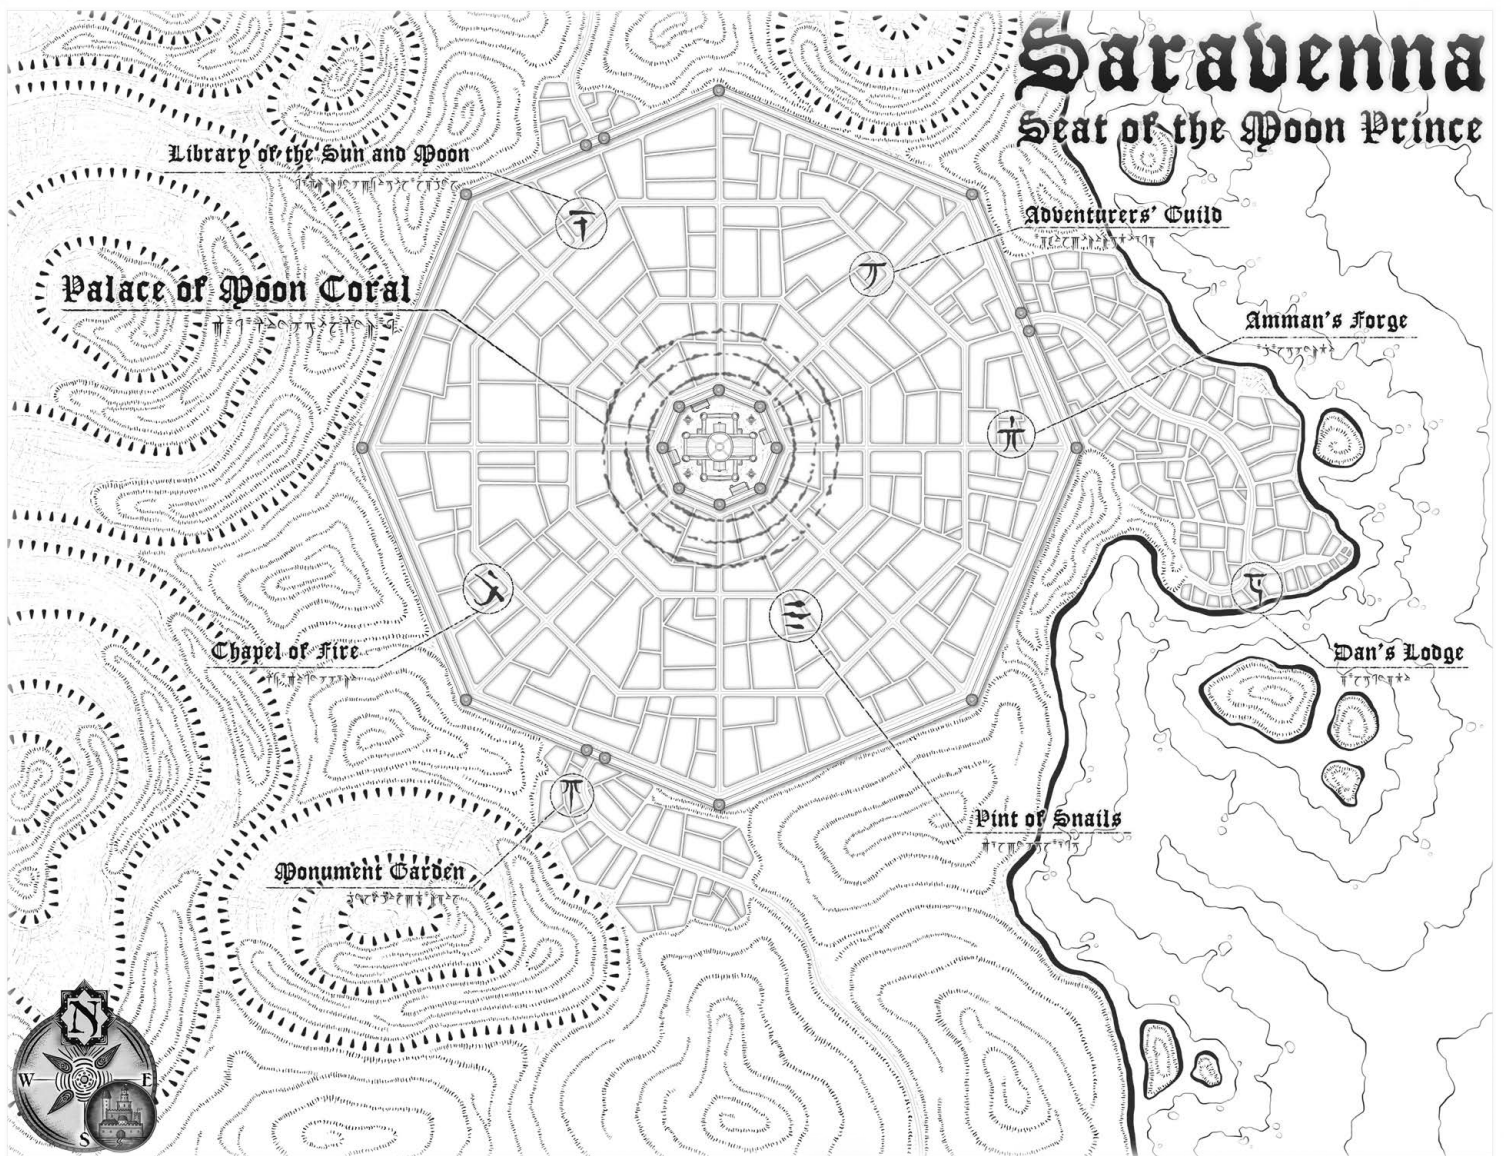 Saravenna
Seat of the Moon Prince
Library of the Sun and Moon
Adventurers' Guild
Palace of Moon Coral
Amman's Forge
Chapel of Fire
Dan's Lodge
Pint of Snails
Monument Garden
N
W E
S